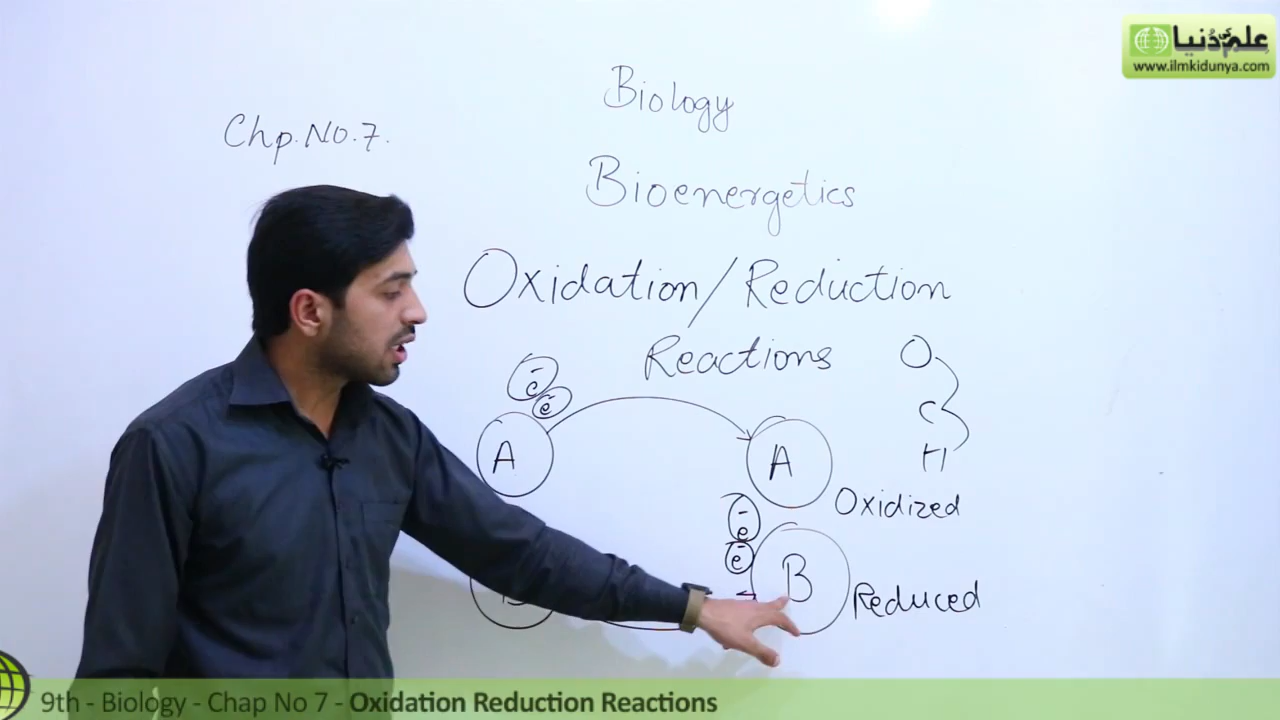 علم کی دنیا
www.ilmkidunya.com
Biology
Chp. No. 7.
Bioenergetics
Oxidation/Reduction
Reactions
O
C
H
e-
e-
A
A
Oxidized
e-
e-
B
B
Reduced
9th - Biology - Chap No 7 - Oxidation Reduction Reactions